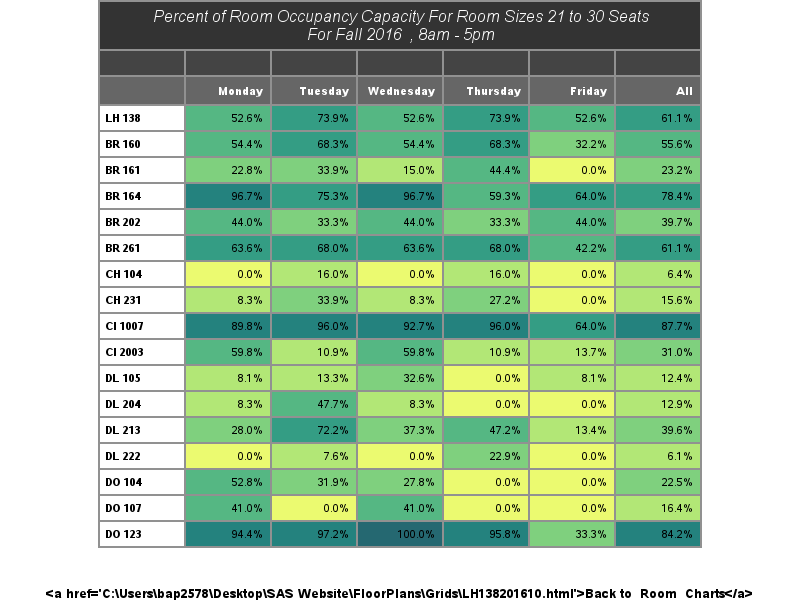 Percent of Room Occupancy Capacity For Room Sizes 21 to 30 Seats
For Fall 2016 , 8am - 5pm
Monday Tuesday Wednesday Thursday Friday All
LH 138 52.6% 73.9% 52.6% 73.9% 52.6% 61.1%
BR 160 54.4% 68.3% 54.4% 68.3% 32.2% 55.6%
BR 161 22.8% 33.9% 15.0% 44.4% 0.0% 23.2%
BR 164 96.7% 75.3% 96.7% 59.3% 64.0% 78.4%
BR 202 44.0% 33.3% 44.0% 33.3% 44.0% 39.7%
BR 261 63.6% 68.0% 63.6% 68.0% 42.2% 61.1%
CH 104 0.0% 16.0% 0.0% 16.0% 0.0% 6.4%
CH 231 8.3% 33.9% 8.3% 27.2% 0.0% 15.6%
CI 1007 89.8% 96.0% 92.7% 96.0% 64.0% 87.7%
CI 2003 59.8% 10.9% 59.8% 10.9% 13.7% 31.0%
DL 105 8.1% 13.3% 32.6% 0.0% 8.1% 12.4%
DL 204 8.3% 47.7% 8.3% 0.0% 0.0% 12.9%
DL 213 28.0% 72.2% 37.3% 47.2% 13.4% 39.6%
DL 222 0.0% 7.6% 0.0% 22.9% 0.0% 6.1%
DO 104 52.8% 31.9% 27.8% 0.0% 0.0% 22.5%
DO 107 41.0% 0.0% 41.0% 0.0% 0.0% 16.4%
DO 123 94.4% 97.2% 100.0% 95.8% 33.3% 84.2%
<a href='C:\Users\bap2578\Desktop\SAS Website\FloorPlans\Grids\LH138201610.html'>Back to Room Charts</a>